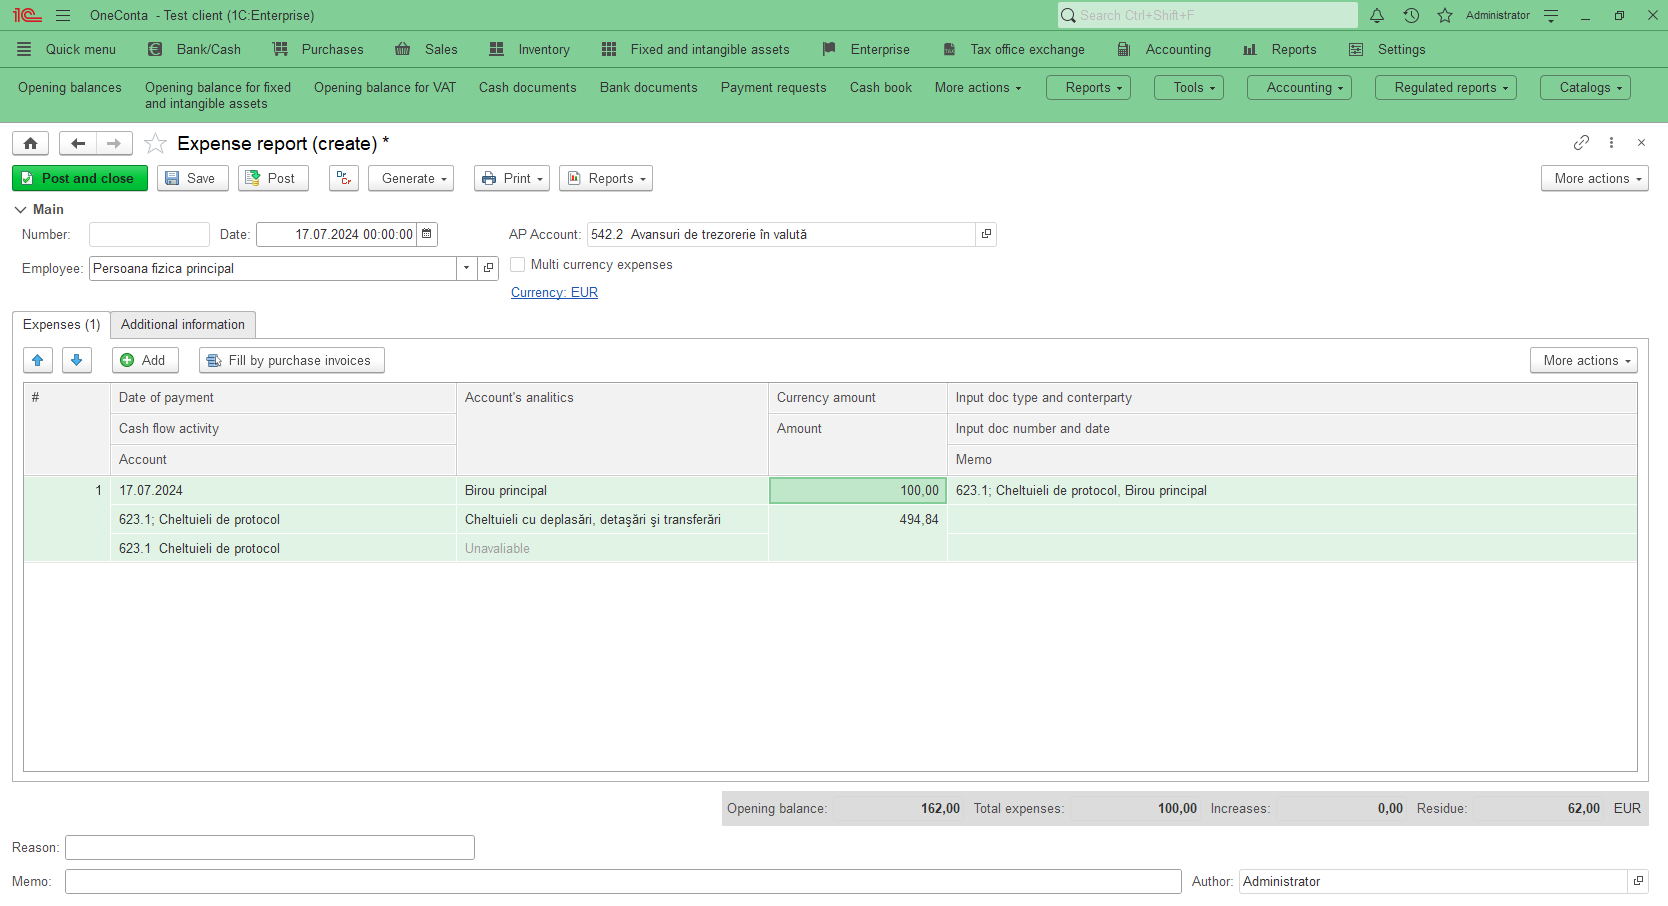 1C OneConta - Test client (1C:Enterprise) Search Ctrl+Shift+F Administrator
Quick menu Bank/Cash Purchases Sales Inventory Fixed and intangible assets Enterprise Tax office exchange Accounting Reports Settings
Opening balances Opening balance for fixed and intangible assets Opening balance for VAT Cash documents Bank documents Payment requests Cash book More actions Reports Tools Accounting Regulated reports Catalogs
Expense report (create) *
Post and close Save Post Dr Cr Generate Print Reports More actions
Main
Number: Date: 17.07.2024 00:00:00 AP Account: 542.2 Avansuri de trezorerie în valută
Employee: Persoana fizica principal Multi currency expenses
Currency: EUR
Expenses (1) Additional information
Add Fill by purchase invoices More actions
# Date of payment Account's analitics Currency amount Input doc type and conterparty
Cash flow activity Amount Input doc number and date
Account Memo
1 17.07.2024 Birou principal 100,00 623.1; Cheltuieli de protocol, Birou principal
623.1; Cheltuieli de protocol Cheltuieli cu deplasări, detaşări şi transferări 494,84
623.1 Cheltuieli de protocol Unavaliable
Opening balance: 162,00 Total expenses: 100,00 Increases: 0,00 Residue: 62,00 EUR
Reason:
Memo: Author: Administrator